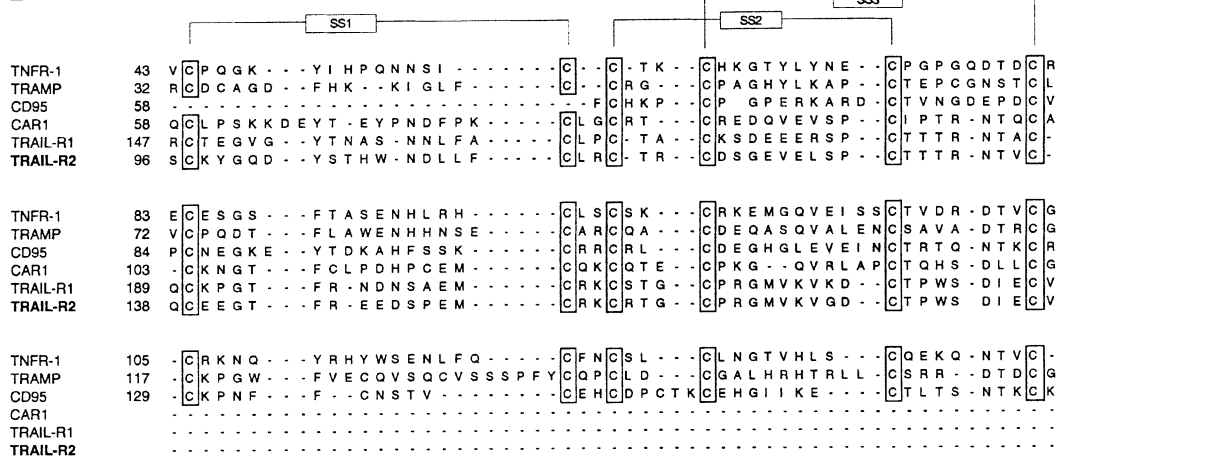 SS3
SS1 SS2
TNFR-1 43 V C P Q G K - - - Y I H P Q N N S I - - - - - - - C - - C - T K - - C H K G T Y L Y N E - - C P G P G Q D T D C R
TRAMP 32 R C D C A G D - - F H K - - K I G L F - - - - - - C - - C R G - - - C P A G H Y L K A P - - C T E P C G N S T C L
CD95 58 - - - - - - - - - - - - - - - - - - - - - - - - - - - F C H K P - - C P G P E R K A R D - C T V N G D E P D C V
CAR1 58 Q C L P S K K D E Y T - E Y P N D F P K - - - - - C L G C R T - - - C R E D Q V E V S P - - C I P T R - N T Q C A
TRAIL-R1 147 R C T E G V G - - Y T N A S - N N L F A - - - - - C L P C - T A - - C K S D E E E R S P - - C T T T R - N T A C -
TRAIL-R2 96 S C K Y G Q D - - Y S T H W - N D L L F - - - - - C L R C - T R - - C D S G E V E L S P - - C T T T R - N T V C -
TNFR-1 83 E C E S G S - - - F T A S E N H L R H - - - - - - C L S C S K - - - C R K E M G Q V E I S S C T V D R - D T V C G
TRAMP 72 V C P Q D T - - - F L A W E N H H N S E - - - - - C A R C Q A - - - C D E Q A S Q V A L E N C S A V A - D T R C G
CD95 84 P C N E G K E - - Y T D K A H F S S K - - - - - - C R R C R L - - - C D E G H G L E V E I N C T R T Q - N T K C R
CAR1 103 - C K N G T - - - F C L P D H P C E M - - - - - - C Q K C Q T E - - C P K G - - Q V R L A P C T Q H S - D L L C G
TRAIL-R1 189 Q C K P G T - - - F R - N D N S A E M - - - - - - C R K C S T G - - C P R G M V K V K D - - C T P W S - D I E C V
TRAIL-R2 138 Q C E E G T - - - F R - E E D S P E M - - - - - - C R K C R T G - - C P R G M V K V G D - - C T P W S D I E C V
TNFR-1 105 - C R K N Q - - - Y R H Y W S E N L F Q - - - - - C F N C S L - - - C L N G T V H L S - - - C Q E K Q - N T V C -
TRAMP 117 - C K P G W - - - F V E C Q V S Q C V S S S P F Y C Q P C L D - - - C G A L H R H T R L L - C S R R - D T D C G
CD95 129 - C K P N F - - - F - - C N S T V - - - - - - - - C E H C D P C T K C E H G I I K E - - - - C T L T S - N T K C K
CAR1 - - - - - - - - - - - - - - - - - - - - - - - - - - - - - - - - - - - - - - - - - - - - - - - - - - - - - - - - -
TRAIL-R1 - - - - - - - - - - - - - - - - - - - - - - - - - - - - - - - - - - - - - - - - - - - - - - - - - - - - - - - - -
TRAIL-R2 - - - - - - - - - - - - - - - - - - - - - - - - - - - - - - - - - - - - - - - - - - - - - - - - - - - - - - - - -